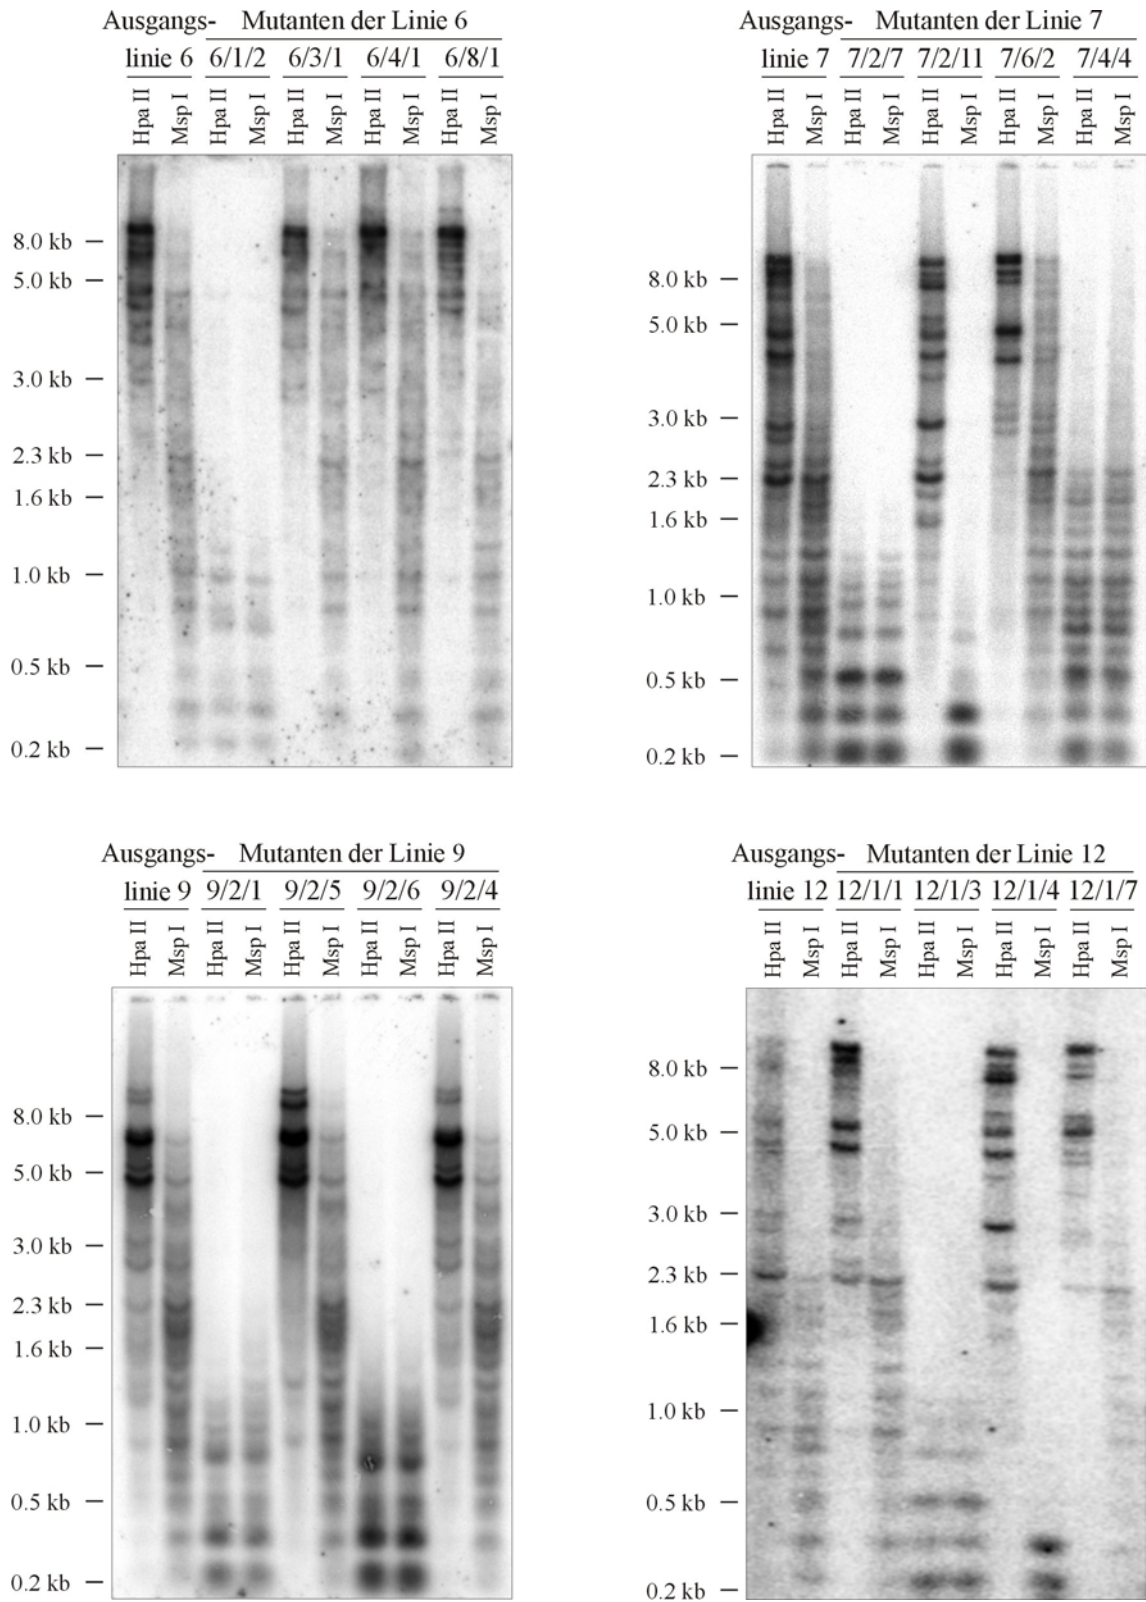 Ausgangs- Mutanten der Linie 6
linie 6 6/1/2 6/3/1 6/4/1 6/8/1
Hpa II Msp I Hpa II Msp I Hpa II Msp I Hpa II Msp I Hpa II Msp I
8.0 kb
5.0 kb
3.0 kb
2.3 kb
1.6 kb
1.0 kb
0.5 kb
0.2 kb
Ausgangs- Mutanten der Linie 7
linie 7 7/2/7 7/2/11 7/6/2 7/4/4
Hpa II Msp I Hpa II Msp I Hpa II Msp I Hpa II Msp I Hpa II Msp I
8.0 kb
5.0 kb
3.0 kb
2.3 kb
1.6 kb
1.0 kb
0.5 kb
0.2 kb
Ausgangs- Mutanten der Linie 9
linie 9 9/2/1 9/2/5 9/2/6 9/2/4
Hpa II Msp I Hpa II Msp I Hpa II Msp I Hpa II Msp I Hpa II Msp I
8.0 kb
5.0 kb
3.0 kb
2.3 kb
1.6 kb
1.0 kb
0.5 kb
0.2 kb
Ausgangs- Mutanten der Linie 12
linie 12 12/1/1 12/1/3 12/1/4 12/1/7
Hpa II Msp I Hpa II Msp I Hpa II Msp I Hpa II Msp I Hpa II Msp I
8.0 kb
5.0 kb
3.0 kb
2.3 kb
1.6 kb
1.0 kb
0.5 kb
0.2 kb